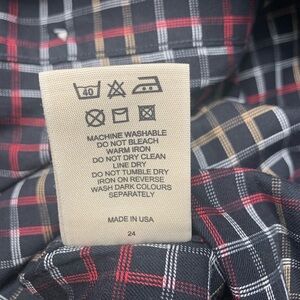 40
MACHINE WASHABLE
DO NOT BLEACH
WARM IRON
DO NOT DRY CLEAN
LINE DRY
DO NOT TUMBLE DRY
IRON ON REVERSE
WASH DARK COLOURS
SEPARATELY
MADE IN USA
24